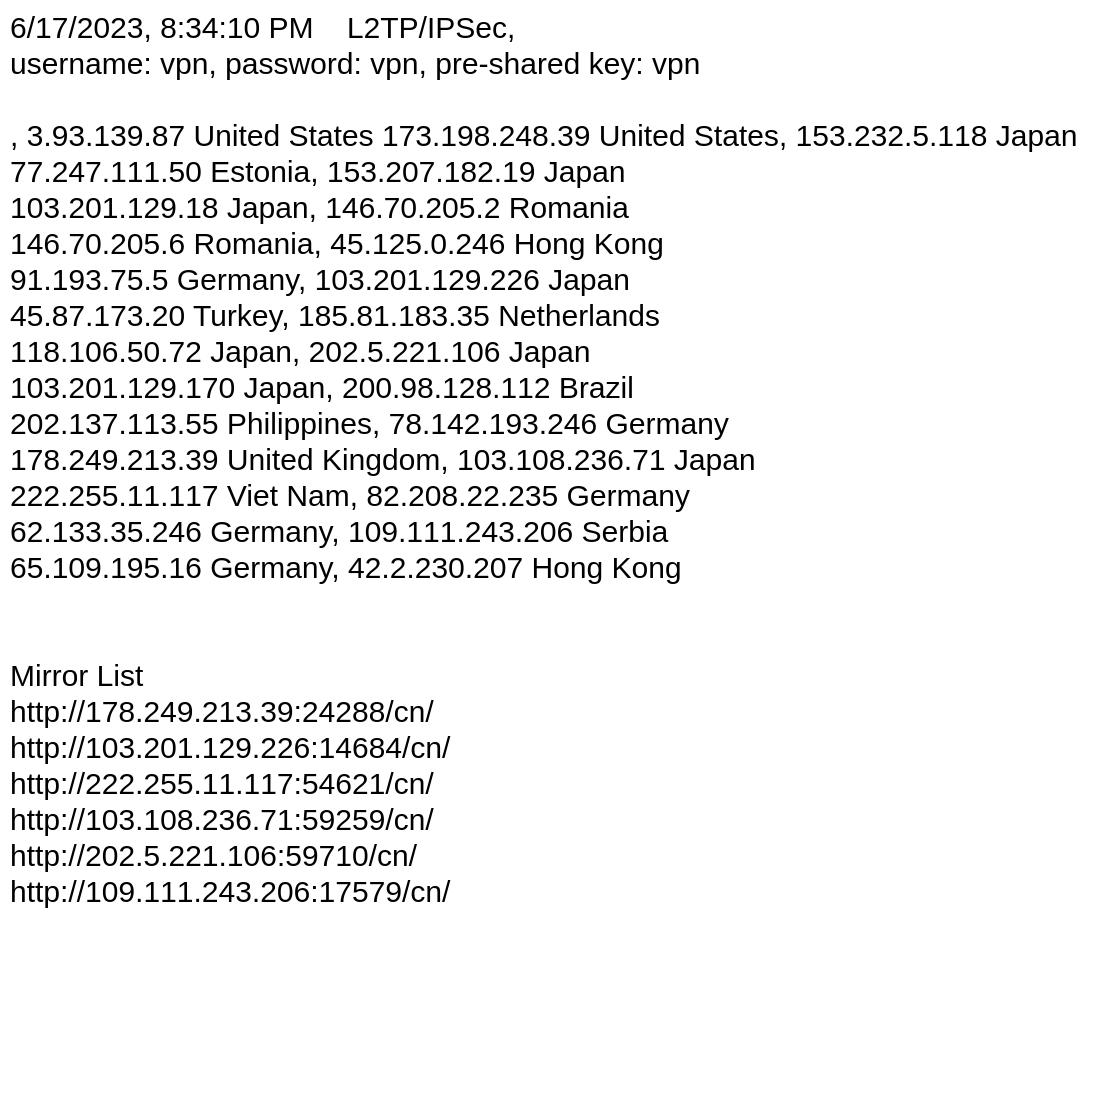 6/17/2023, 8:34:10 PM    L2TP/IPSec,
username: vpn, password: vpn, pre-shared key: vpn
, 3.93.139.87 United States 173.198.248.39 United States, 153.232.5.118 Japan
77.247.111.50 Estonia, 153.207.182.19 Japan
103.201.129.18 Japan, 146.70.205.2 Romania
146.70.205.6 Romania, 45.125.0.246 Hong Kong
91.193.75.5 Germany, 103.201.129.226 Japan
45.87.173.20 Turkey, 185.81.183.35 Netherlands
118.106.50.72 Japan, 202.5.221.106 Japan
103.201.129.170 Japan, 200.98.128.112 Brazil
202.137.113.55 Philippines, 78.142.193.246 Germany
178.249.213.39 United Kingdom, 103.108.236.71 Japan
222.255.11.117 Viet Nam, 82.208.22.235 Germany
62.133.35.246 Germany, 109.111.243.206 Serbia
65.109.195.16 Germany, 42.2.230.207 Hong Kong
Mirror List
http://178.249.213.39:24288/cn/
http://103.201.129.226:14684/cn/
http://222.255.11.117:54621/cn/
http://103.108.236.71:59259/cn/
http://202.5.221.106:59710/cn/
http://109.111.243.206:17579/cn/